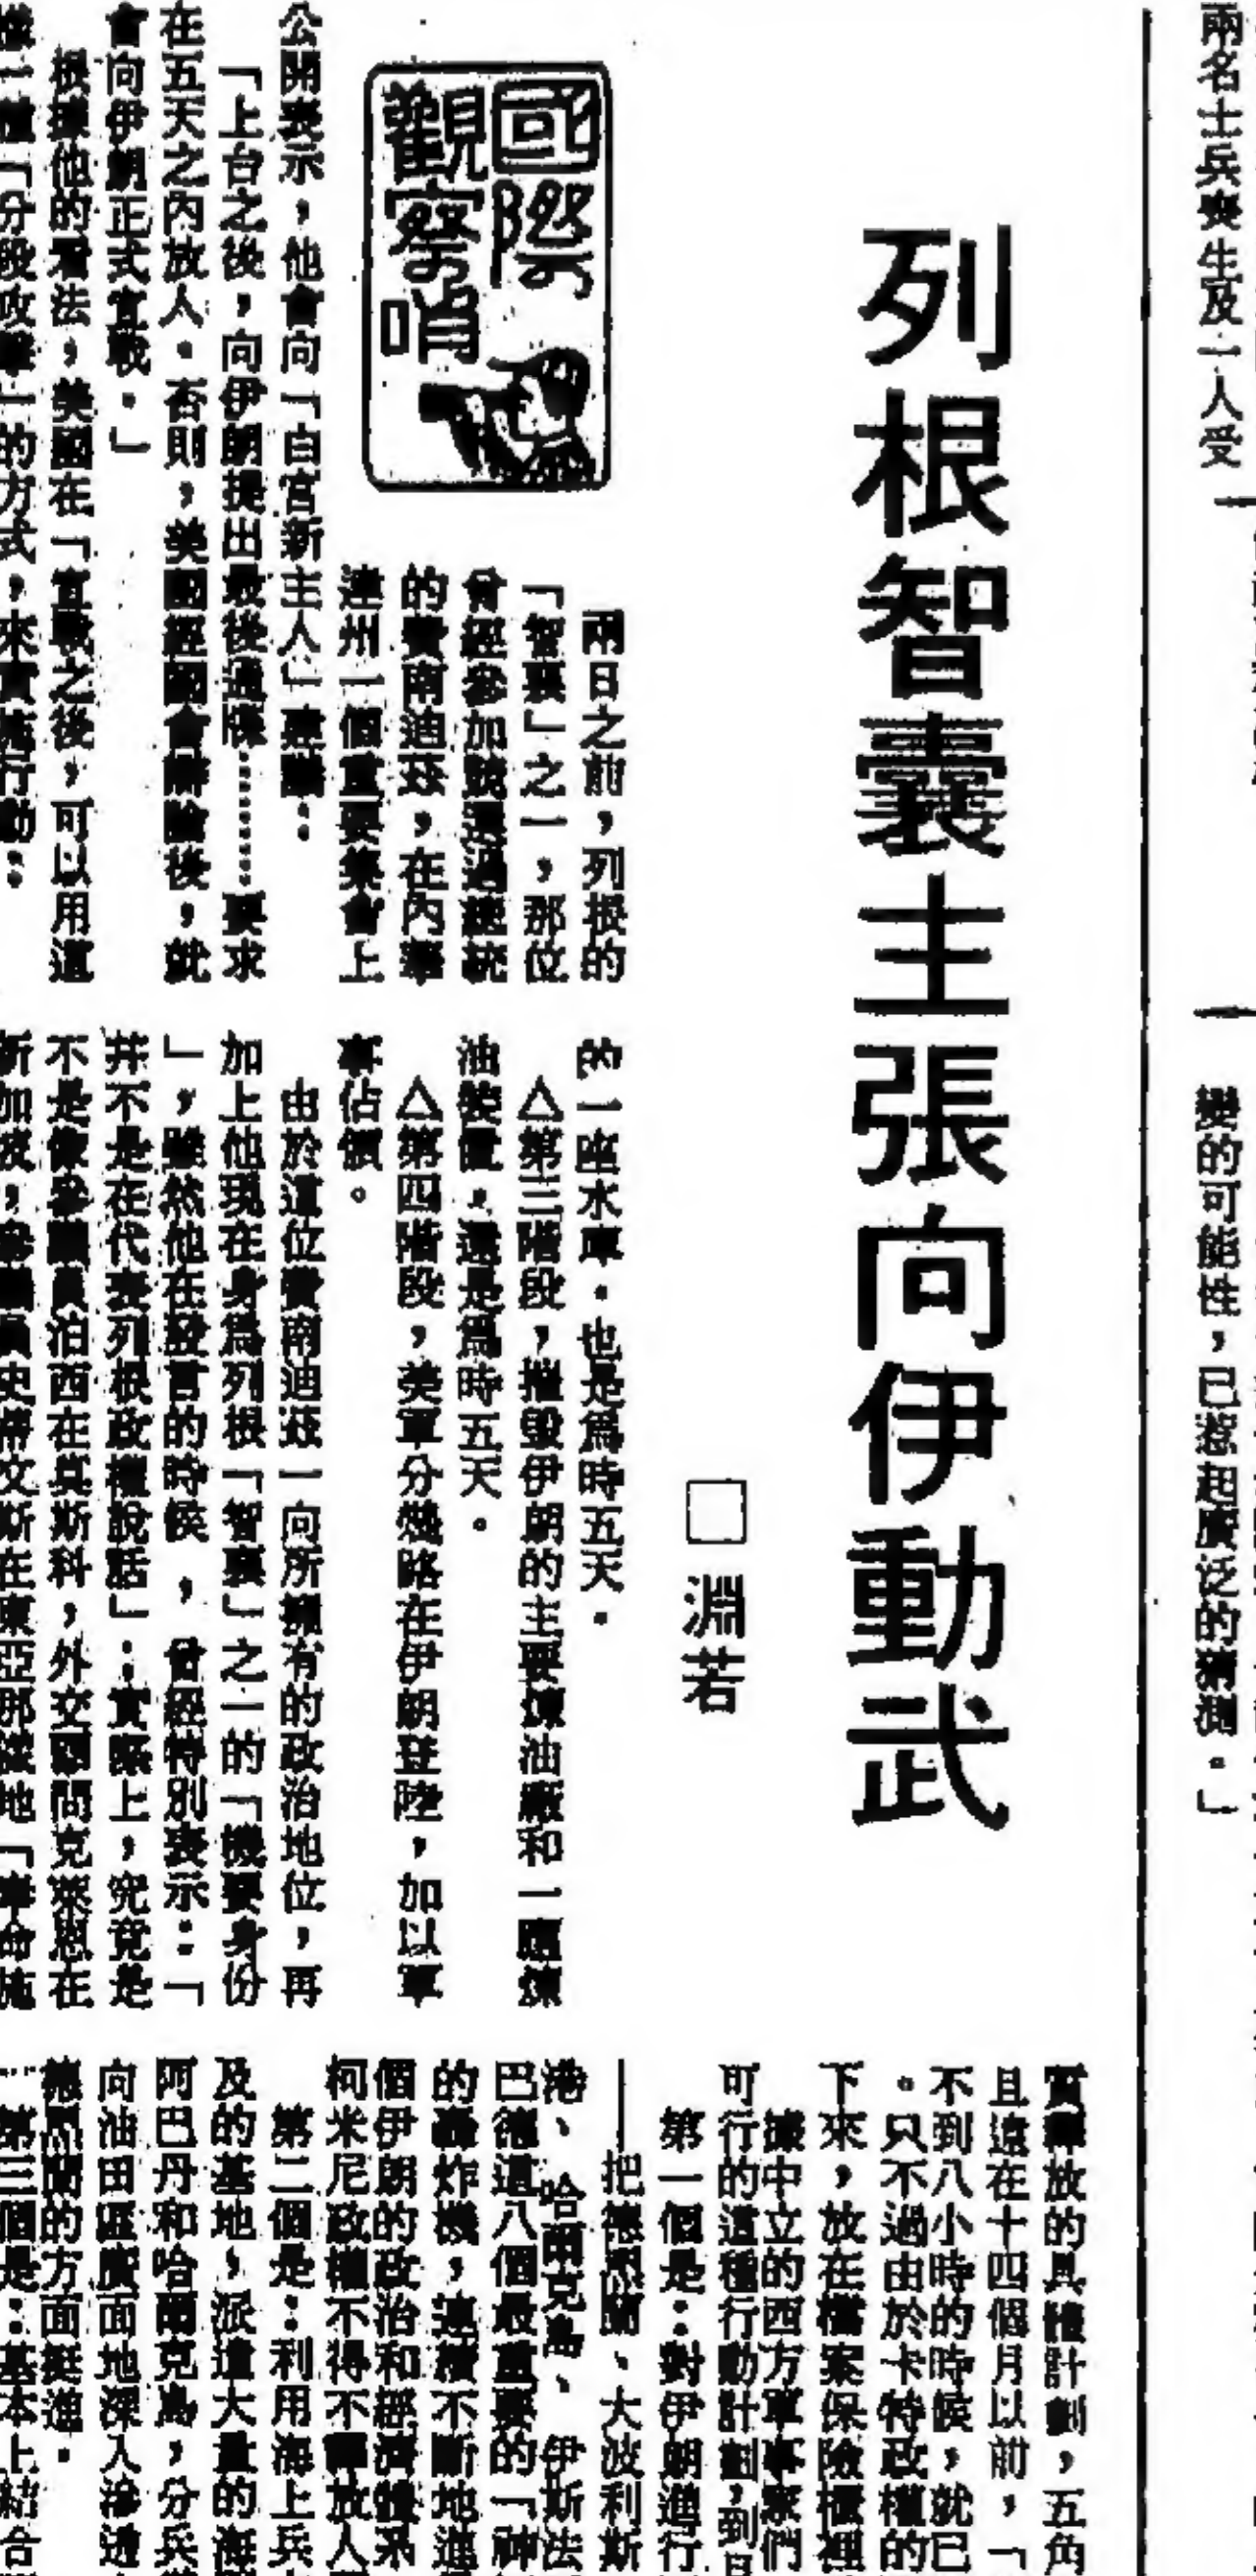 兩名士兵喪生及一人受
變的可能性，已惹起廣泛的猜測。」
列根智囊主張向伊動武
□ 淵若
國際
觀察
哨
兩日之前，列根的
「智囊」之一，那位
曾經參加競選過總統
的費南迪茲，在內華
達州一個重要集會上
公開表示，他會向「白宮新主人」建議：
「上台之後，向伊朗提出最後通牒………要求
在五天之內放人。否則，美國經國會辯論後，就
會向伊朗正式宣戰。」
根據他的看法，美國在「宣戰之後，可以用這
樣一種「分段攻擊」的方式，來實施行動：
的一座水庫。也是爲時五天。
△第三階段，摧毀伊朗的主要煉油廠和一應煉
油裝置。還是爲時五天。
△第四階段，美軍分幾路在伊朗登陸，加以軍
事佔領。
由於這位費南迪茲一向所擁有的政治地位，再
加上他現在身爲列根「智囊」之一的「機要身份
」，雖然他在發言的時候，曾經特別表示：「
幷不是在代表列根政權說話」：實際上，究竟是
不是像參議員泊西在莫斯科，外交顧問克萊恩在
新加坡，參議員史蒂文斯在東亞那樣地「奉命施
實釋放的具體計劃，五角
且遠在十四個月以前，「
不到八小時的時候，就已
。只不過由於卡特政權的
下來，放在檔案保險櫃裡
據中立的西方軍事家們
可行的這種行動計劃，到目
第一個是：對伊朗進行
——把德黑蘭、大波利斯
港、哈爾克島、伊斯法
巴德這八個最重要的「神
的轟炸機，連續不斷地進
個伊朗的政治和經濟體系
柯米尼政權不得不釋放人
第二個是：利用海上兵
及的基地，派遣大量的海
阿巴丹和哈爾克島，分兵
向油田區廣面地深入滲透
德黑蘭的方面挺進。
第三個是：基本上結合